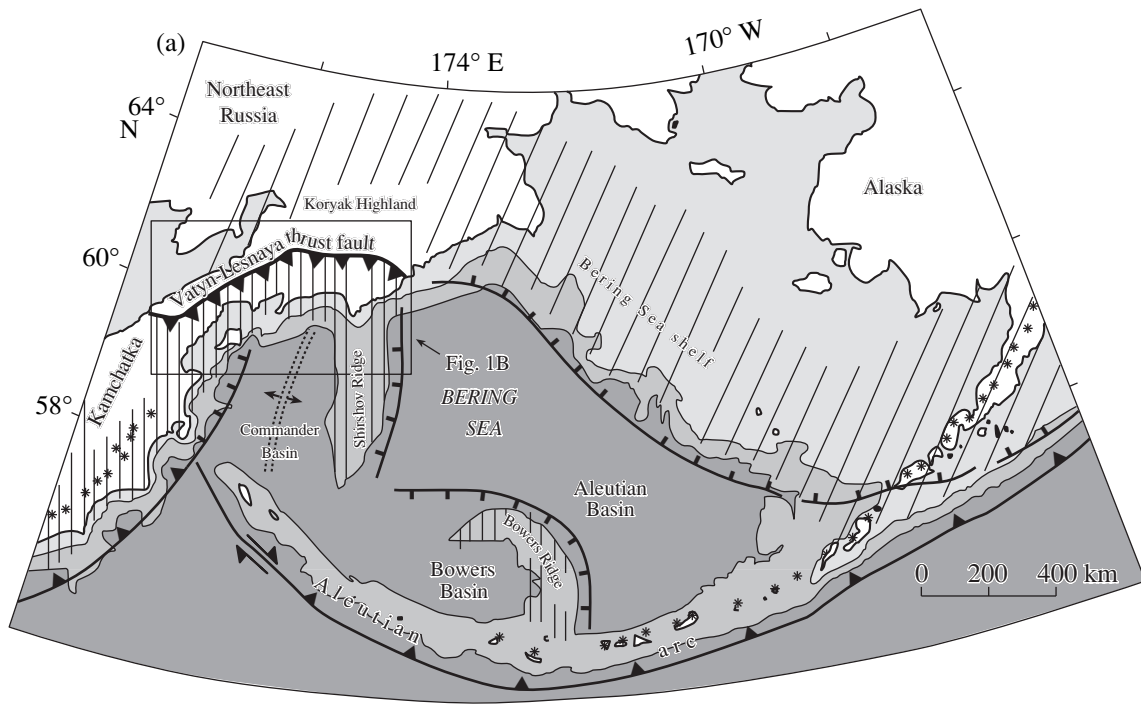 (a)
174° E
170° W
64°
N
Northeast
Russia
Koryak Highland
Alaska
60°
Vatyn-Lesnaya thrust fault
Bering Sea shelf
Kamchatka
58°
Shirshov Ridge
Fig. 1B
BERING
SEA
Commander
Basin
Aleutian
Basin
Bowers Ridge
Bowers
Basin
Aleutian arc
0 200 400 km